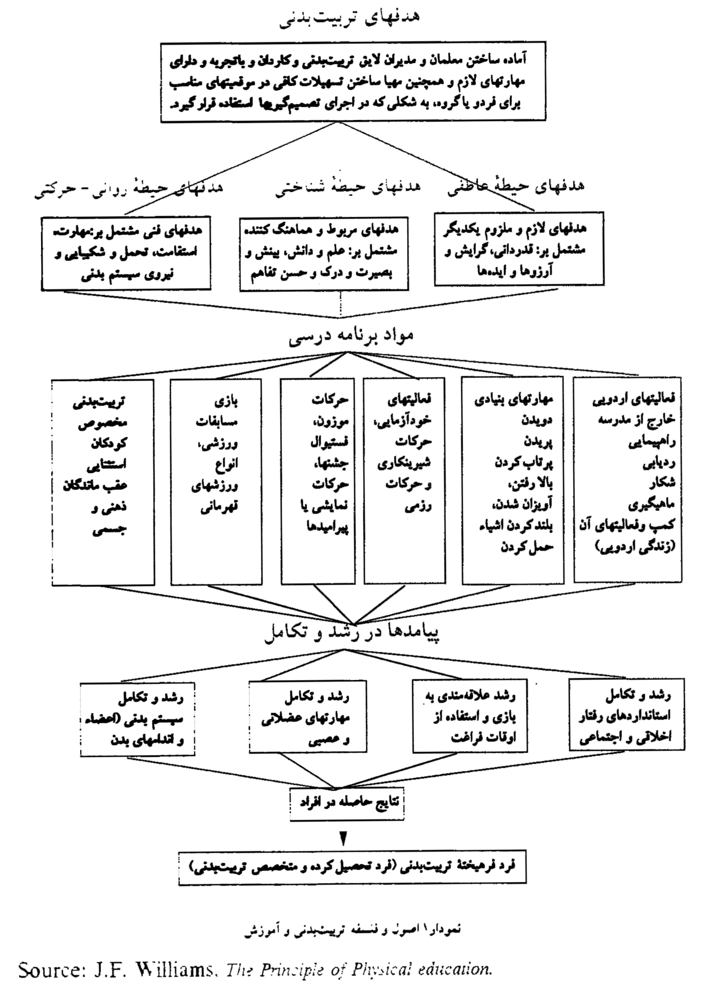 هدفهای تربیت‌بدنی
آماده ساختن معلمان و مدیران لایق تربیت‌بدنی و کاردان و باتجربه و دارای
مهارتهای لازم و همچنین مهیا ساختن تسهیلات کافی در موقعیتهای مناسب
برای فردو یا گروه، به شکلی که در اجرای تصمیم‌گیریها استفاده قرار گیرد.
هدفهای حیطهٔ عاطفی
هدفهای لازم و ملزوم یکدیگر
مشتمل بر: قدردانی، گرایش و
آرزوها و ایده‌ها
هدفهای حیطهٔ شناختی
هدفهای مربوط و هماهنگ کننده
مشتمل بر: علم و دانش، بینش و
بصیرت و درک و حسن تفاهم
هدفهای حیطهٔ روانی - حرکتی
هدفهای فنی مشتمل بر:مهارت،
استقامت، تحمل و شکیبایی و
نیروی سیستم بدنی
مواد برنامه درسی
فعالیتهای اردویی
خارج از مدرسه
راهپیمایی
ردیابی
شکار
ماهیگیری
کمپ وفعالیتهای آن
(زندگی اردویی)
مهارتهای بنیادی
دویدن
پریدن
پرتاب کردن
بالا رفتن،
آویزان شدن،
بلند کردن اشیاء
حمل کردن
فعالیتهای
خودآزمایی،
حرکات
شیرینکاری
و حرکات
رزمی
حرکات
موزون،
فستیوال
جشنها،
حرکات
نمایشی یا
پیرامیدها
بازی
مسابقات
ورزشی،
انواع
ورزشهای
قهرمانی
تربیت‌بدنی
مخصوص
کودکان
استثنایی
عقب ماندگان
ذهنی و
جسمی
پیامدها در رشد و تکامل
رشد و تکامل
استانداردهای رفتار
اخلاقی و اجتماعی
رشد علاقه‌مندی به
بازی و استفاده از
اوقات فراغت
رشد و تکامل
مهارتهای عضلانی
و عصبی
رشد و تکامل
سیستم بدنی (اعضاء
و اندامهای بدن
نتایج حاصله در افراد
فرد فرهیختهٔ تربیت‌بدنی (فرد تحصیل کرده و متخصص تربیت‌بدنی)
نمودار۱ اصول و فلسفه تربیت‌بدنی و آموزش
Source: J.F. Williams. The Principle of Physical education.